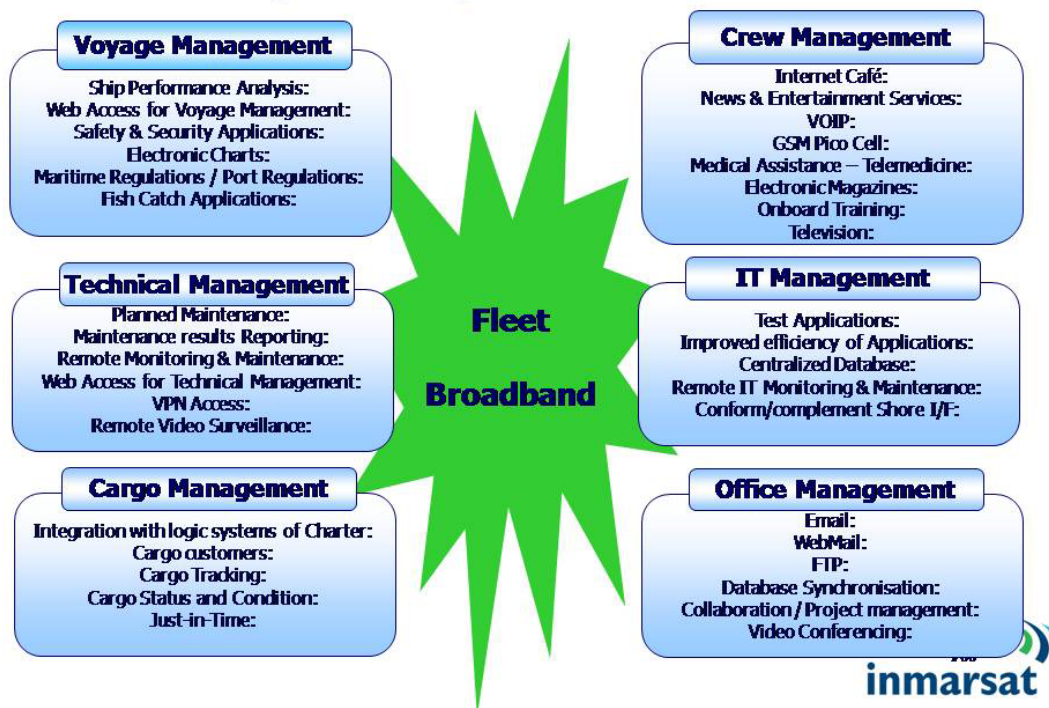 Voyage Management
Ship Performance Analysis:
Web Access for Voyage Management:
Safety & Security Applications:
Electronic Charts:
Maritime Regulations / Port Regulations:
Fish Catch Applications:
Technical Management
Planned Maintenance:
Maintenance results Reporting:
Remote Monitoring & Maintenance:
Web Access for Technical Management:
VPN Access:
Remote Video Surveillance:
Cargo Management
Integration with logic systems of Charter:
Cargo customers:
Cargo Tracking:
Cargo Status and Condition:
Just-in-Time:
Fleet
Broadband
Crew Management
Internet Café:
News & Entertainment Services:
VOIP:
GSM Pico Cell:
Medical Assistance – Telemedicine:
Electronic Magazines:
Onboard Training:
Television:
IT Management
Test Applications:
Improved efficiency of Applications:
Centralized Database:
Remote IT Monitoring & Maintenance:
Conform/complement Shore I/F:
Office Management
Email:
WebMail:
FTP:
Database Synchronisation:
Collaboration / Project management:
Video Conferencing:
inmarsat